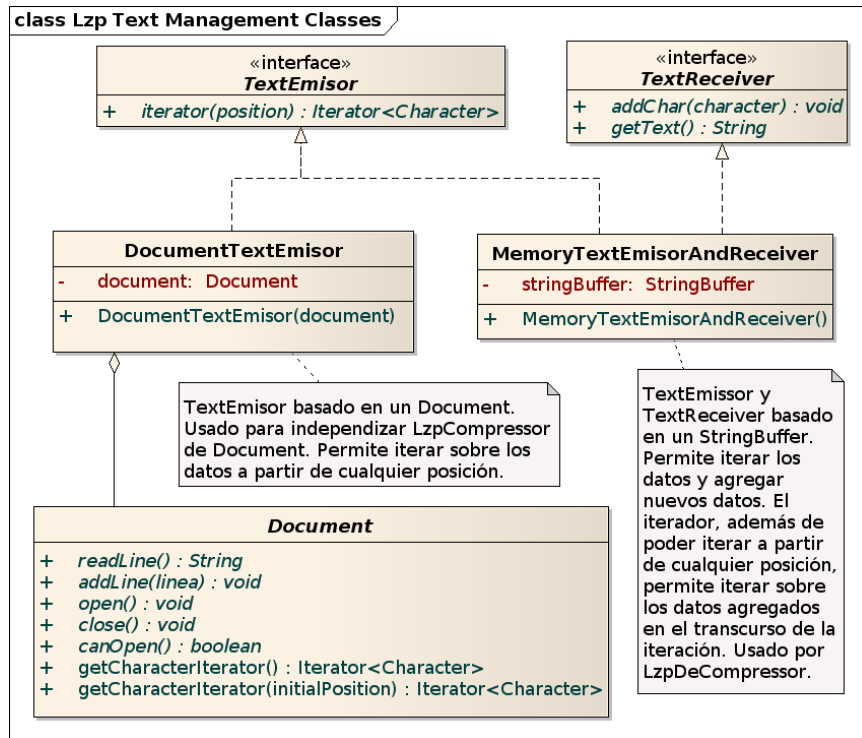 class Lzp Text Management Classes
«interface»
TextEmisor
+ iterator(position) : Iterator<Character>
«interface»
TextReceiver
+ addChar(character) : void
+ getText() : String
DocumentTextEmisor
- document: Document
+ DocumentTextEmisor(document)
MemoryTextEmisorAndReceiver
- stringBuffer: StringBuffer
+ MemoryTextEmisorAndReceiver()
TextEmisor basado en un Document.
Usado para independizar LzpCompressor
de Document. Permite iterar sobre los
datos a partir de cualquier posición.
TextEmissor y
TextReceiver basado
en un StringBuffer.
Permite iterar los
datos y agregar
nuevos datos. El
iterador, además de
poder iterar a partir
de cualquier posición,
permite iterar sobre
los datos agregados
en el transcurso de la
iteración. Usado por
LzpDeCompressor.
Document
+ readLine() : String
+ addLine(linea) : void
+ open() : void
+ close() : void
+ canOpen() : boolean
+ getCharacterIterator() : Iterator<Character>
+ getCharacterIterator(initialPosition) : Iterator<Character>